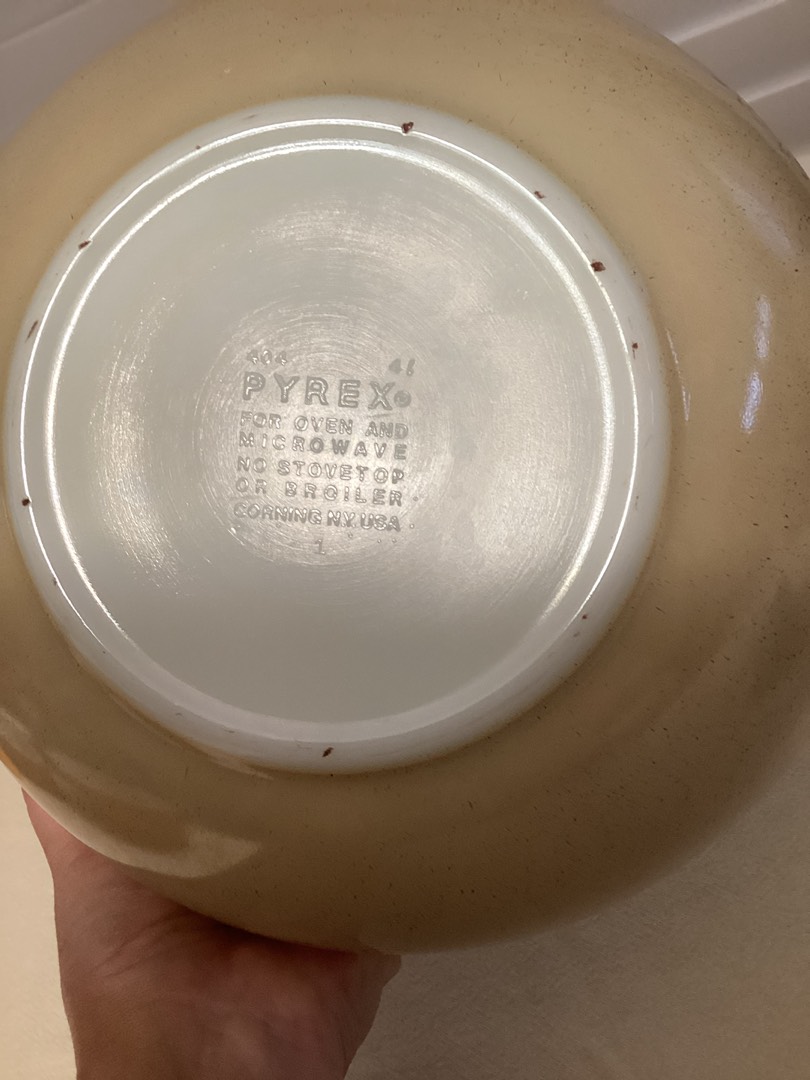 404 4l
PYREX®
FOR OVEN AND
MICROWAVE
NO STOVETOP
OR BROILER
CORNING N.Y. USA
1